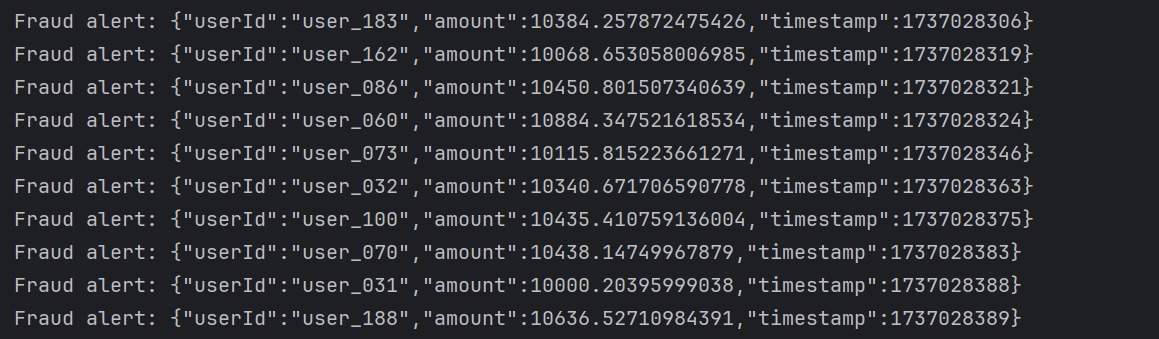 Fraud alert: {"userId":"user_183","amount":10384.257872475426,"timestamp":1737028306}
Fraud alert: {"userId":"user_162","amount":10068.653058006985,"timestamp":1737028319}
Fraud alert: {"userId":"user_086","amount":10450.801507340639,"timestamp":1737028321}
Fraud alert: {"userId":"user_060","amount":10884.347521618534,"timestamp":1737028324}
Fraud alert: {"userId":"user_073","amount":10115.815223661271,"timestamp":1737028346}
Fraud alert: {"userId":"user_032","amount":10340.671706590778,"timestamp":1737028363}
Fraud alert: {"userId":"user_100","amount":10435.410759136004,"timestamp":1737028375}
Fraud alert: {"userId":"user_070","amount":10438.14749967879,"timestamp":1737028383}
Fraud alert: {"userId":"user_031","amount":10000.20395999038,"timestamp":1737028388}
Fraud alert: {"userId":"user_188","amount":10636.52710984391,"timestamp":1737028389}